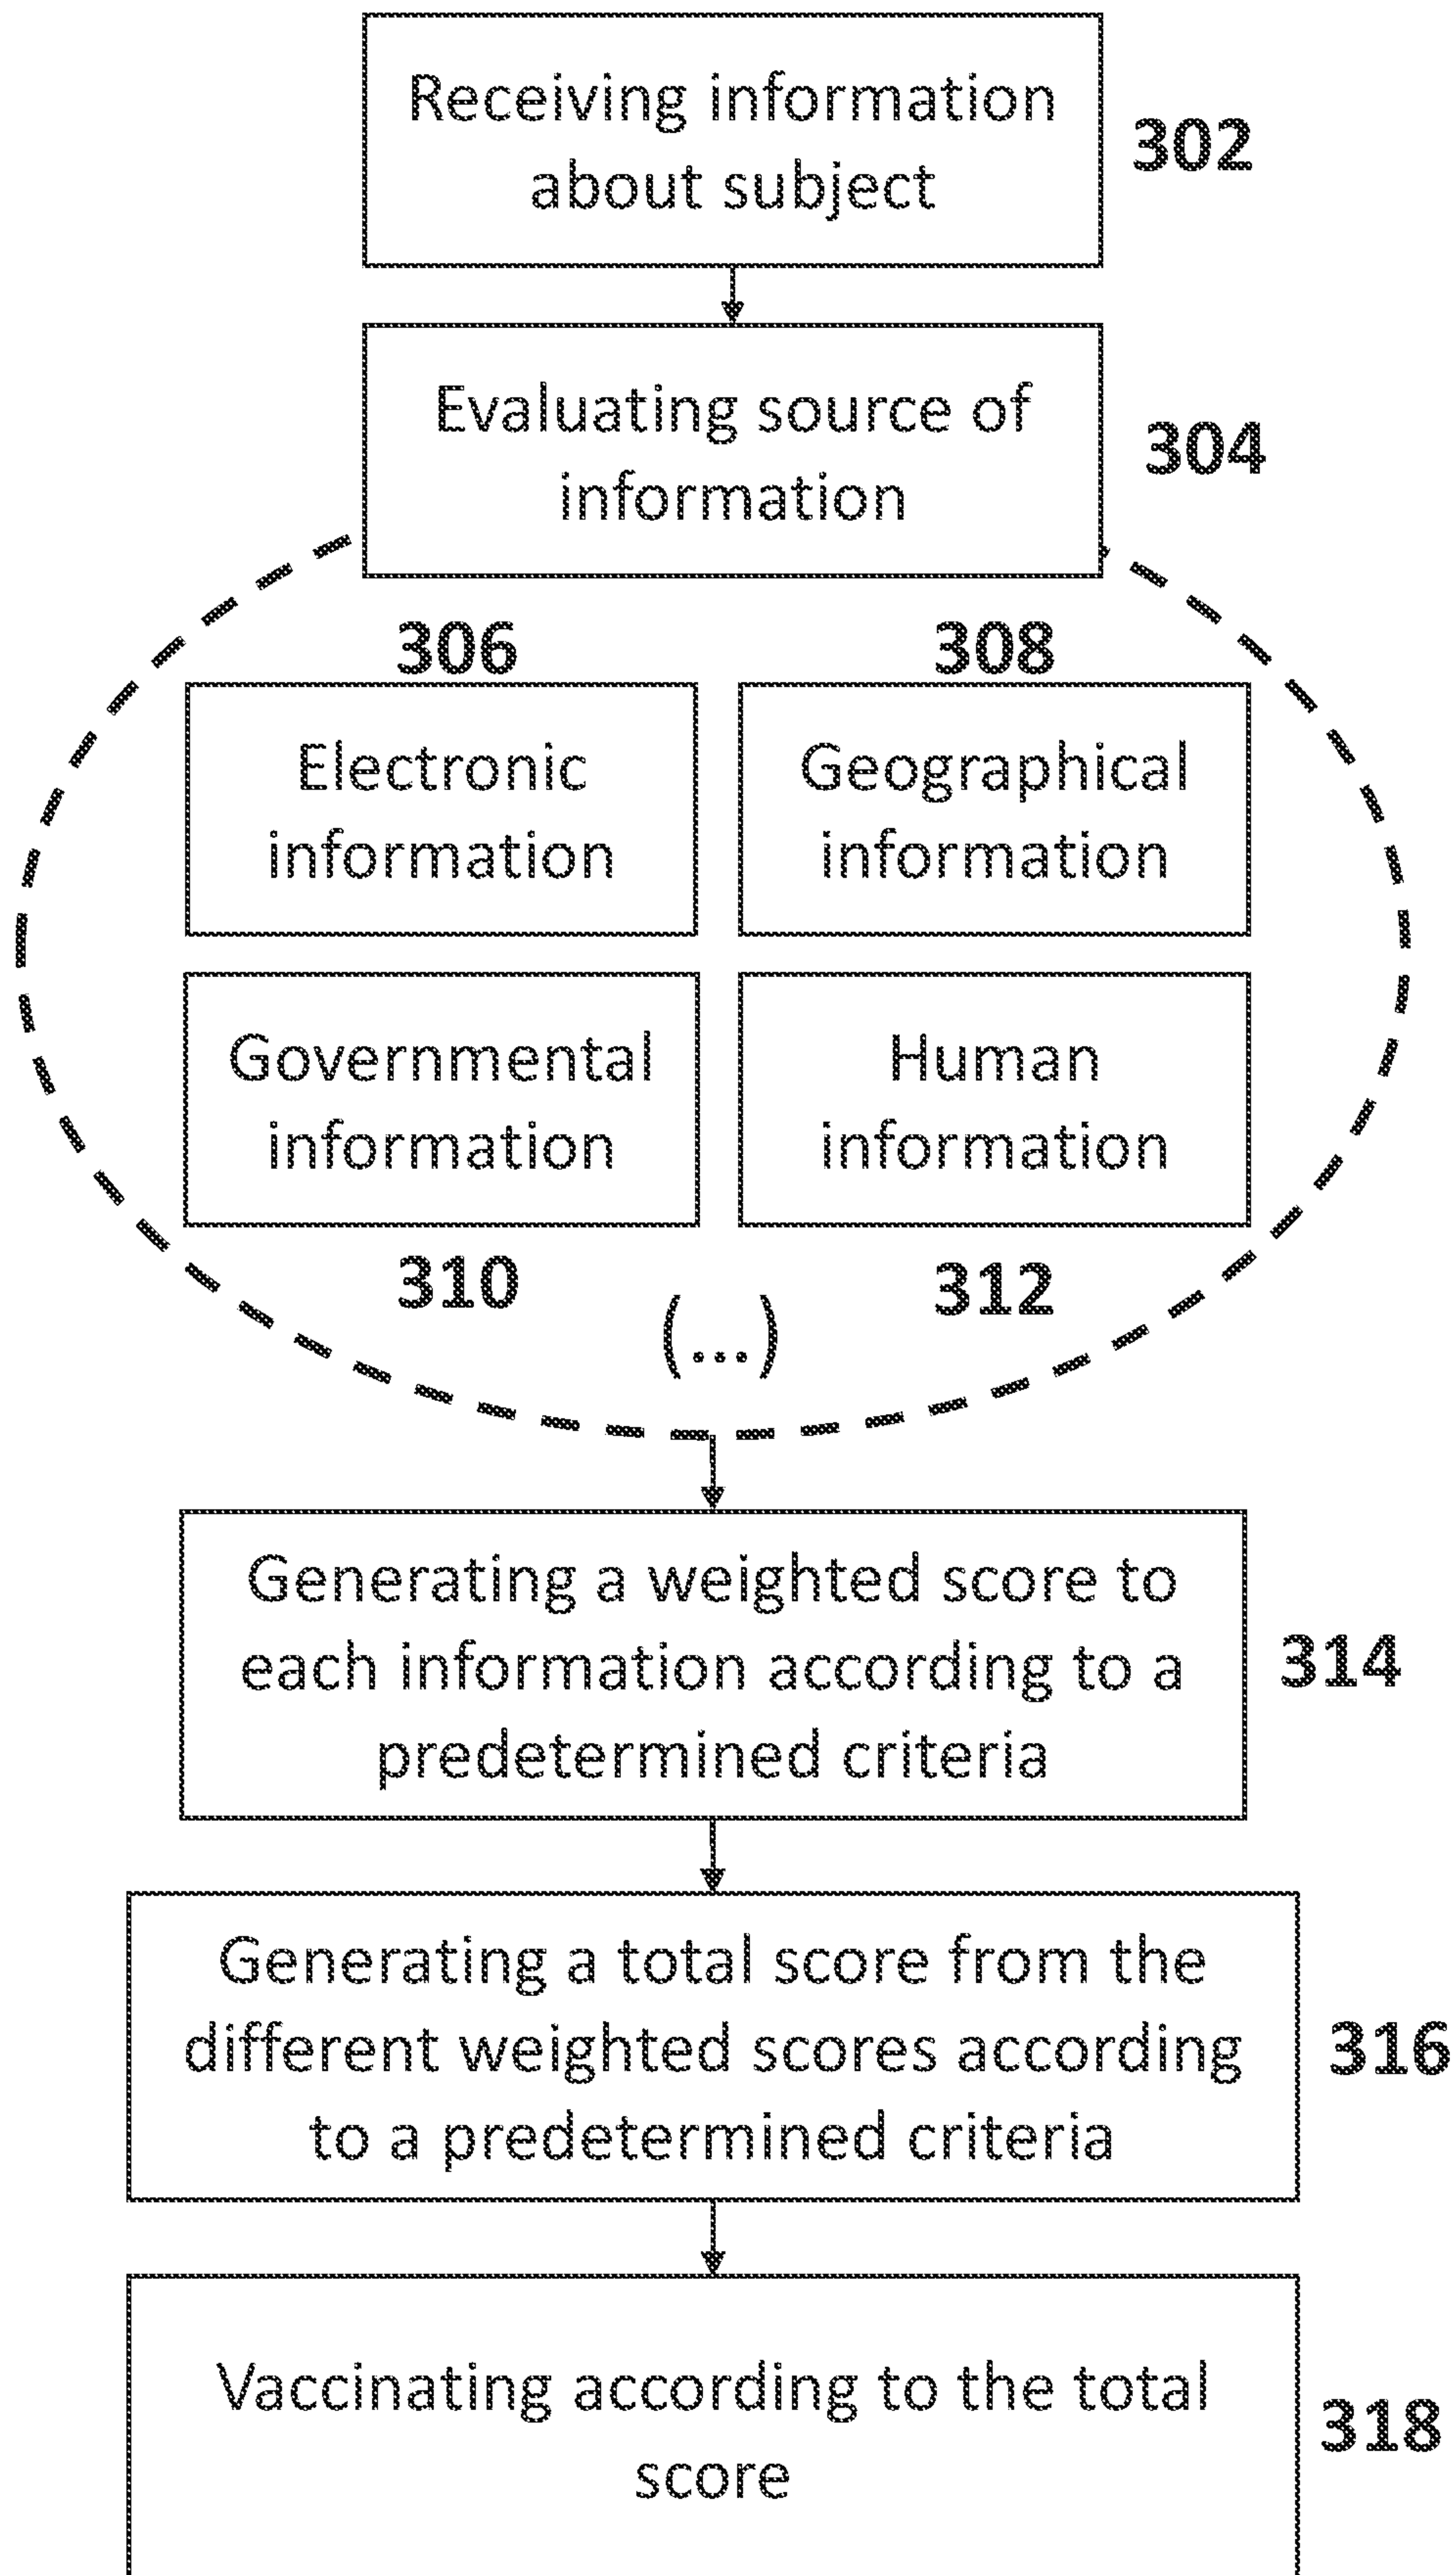 Receiving information
about subject
302
Evaluating source of
information
304
306
308
Electronic
information
Geographical
information
Governmental
information
Human
information
310
312
(...)
Generating a weighted score to
each information according to a
predetermined criteria
314
Generating a total score from the
different weighted scores according
to a predetermined criteria
316
Vaccinating according to the total
score
318